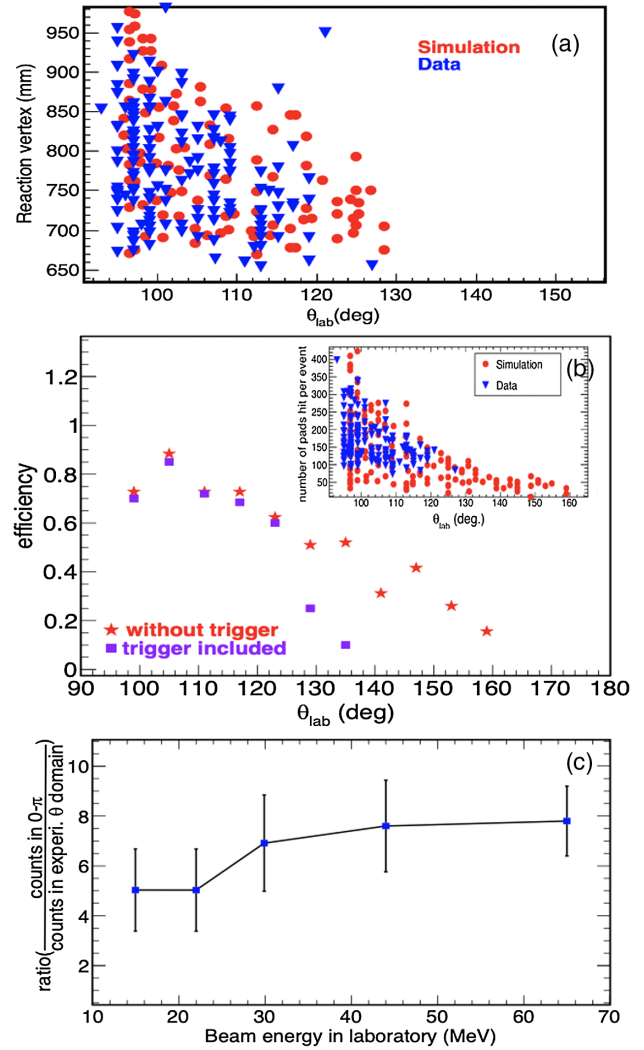 (a)
Simulation
Data
Reaction vertex (mm)
950
900
850
800
750
700
650
100
110
120
130
140
150
θlab(deg)
(b)
number of pads hit per event
400
350
300
250
200
150
100
50
Simulation
Data
100 110 120 130 140 150 160
θlab (deg.)
efficiency
1.2
1
0.8
0.6
0.4
0.2
0
without trigger
trigger included
90 100 110 120 130 140 150 160 170 180
θlab (deg)
(c)
ratio(counts in 0-π / counts in experi. θ domain)
10
8
6
4
2
10 20 30 40 50 60 70
Beam energy in laboratory (MeV)